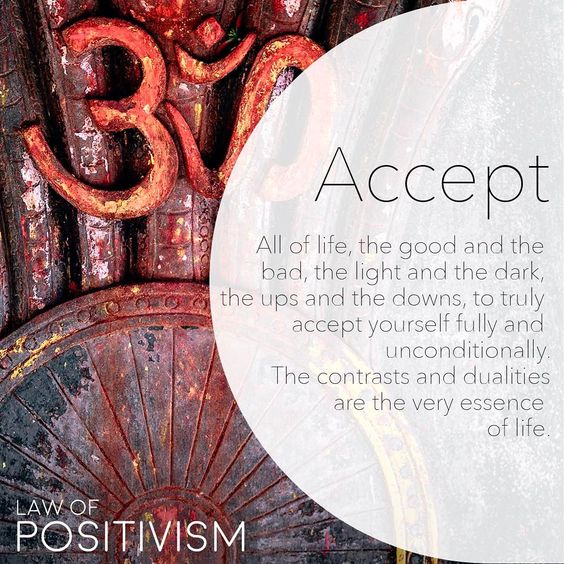 ॐ
Accept
All of life, the good and the
bad, the light and the dark,
the ups and the downs, to truly
accept yourself fully and
unconditionally.
The contrasts and dualities
are the very essence
of life.
LAW OF
POSITIVISM